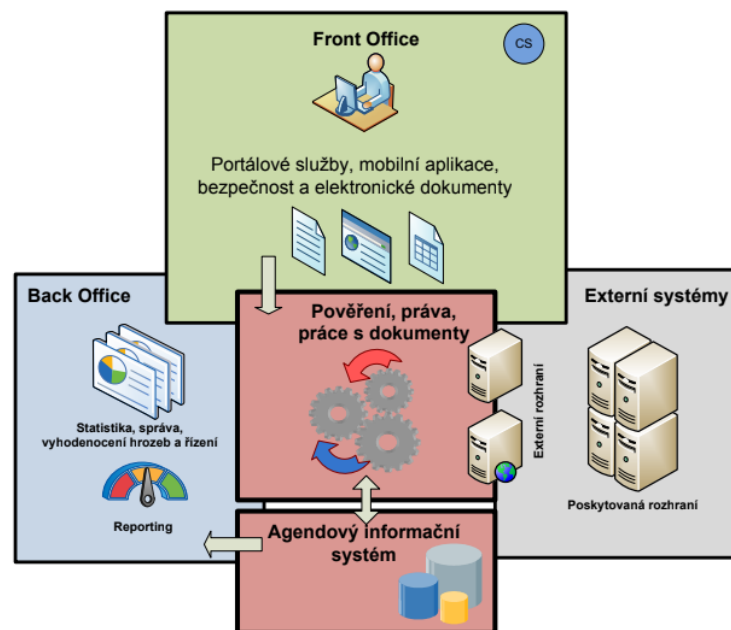 Front Office
CS
Portálové služby, mobilní aplikace,
bezpečnost a elektronické dokumenty
Back Office
Statistika, správa,
vyhodenocení hrozeb a řízení
Reporting
Pověření, práva,
práce s dokumenty
Externí rozhraní
Externí systémy
Poskytovaná rozhraní
Agendový informační
systém